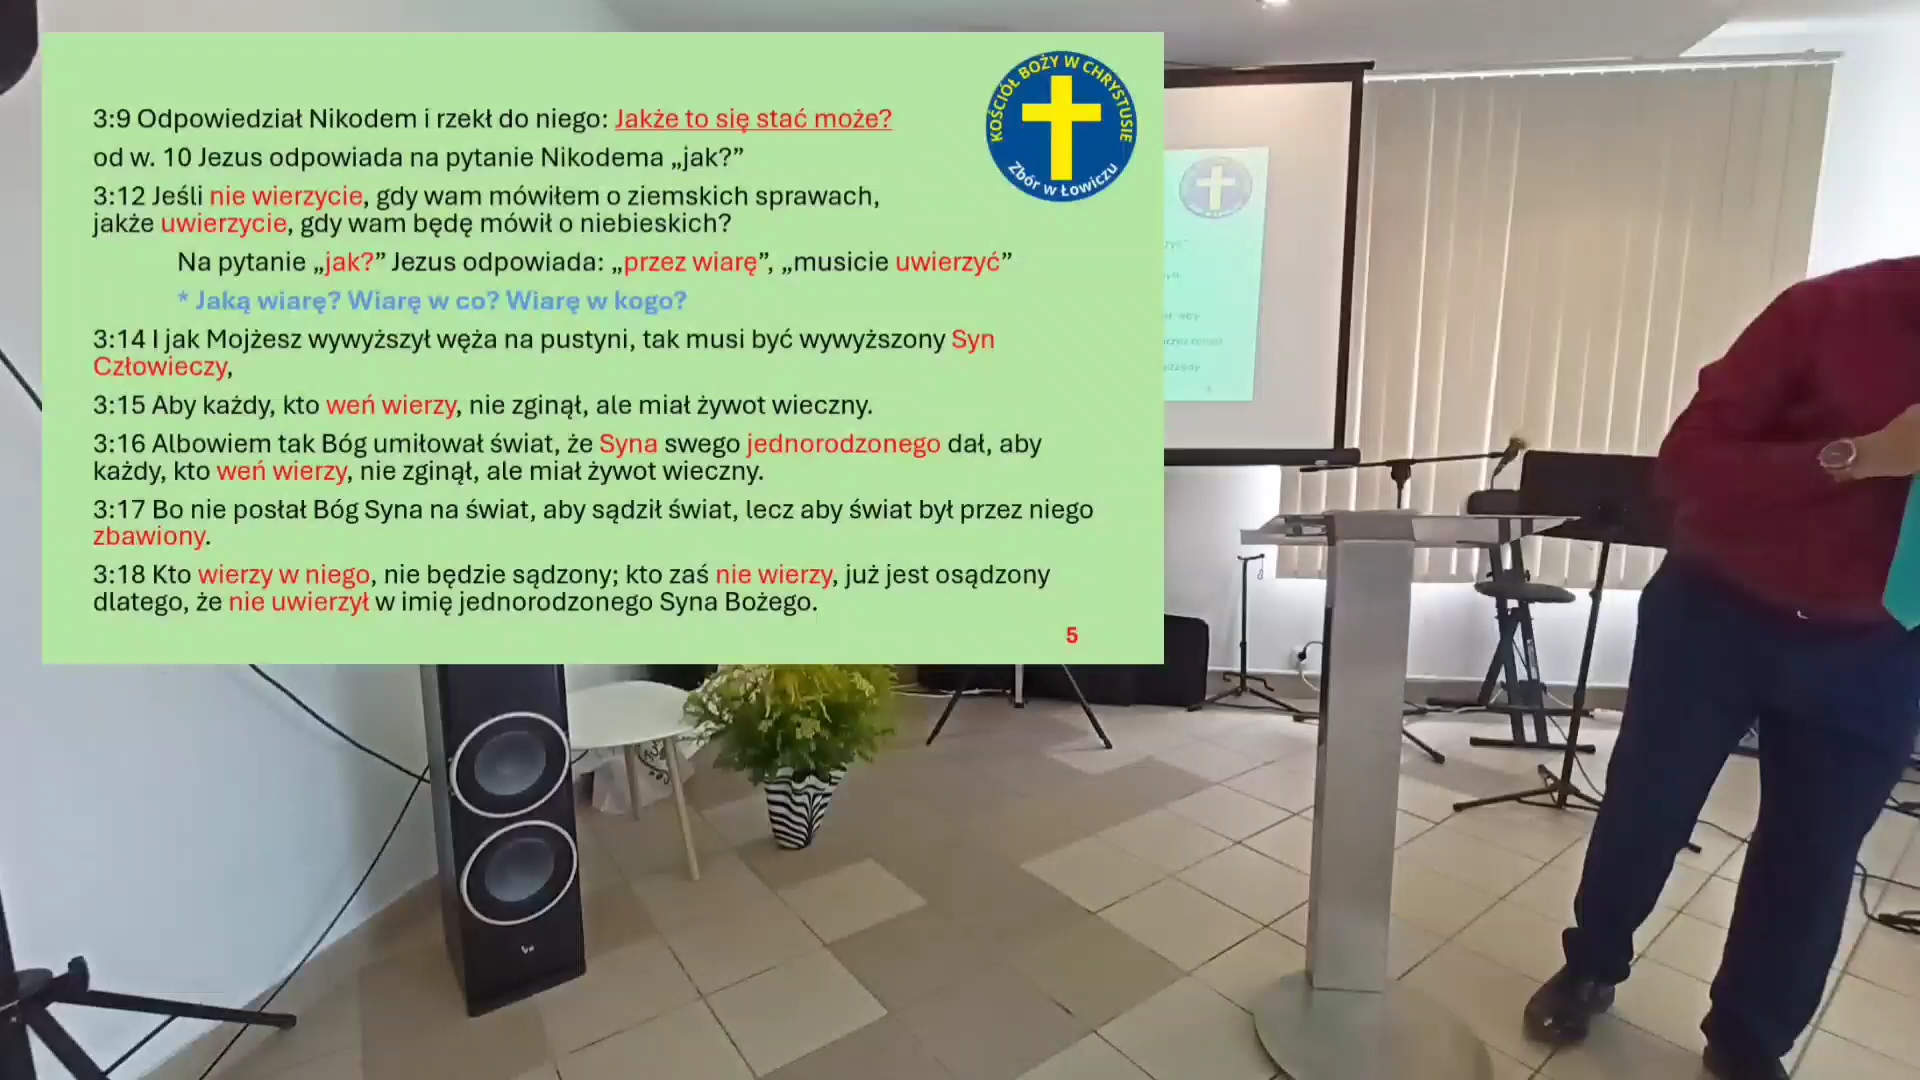 KOŚCIÓŁ BOŻY W CHRYSTUSIE
Zbór w Łowiczu
3:9 Odpowiedział Nikodem i rzekł do niego: Jakże to się stać może?
od w. 10 Jezus odpowiada na pytanie Nikodema „jak?”
3:12 Jeśli nie wierzycie, gdy wam mówiłem o ziemskich sprawach,
jakże uwierzycie, gdy wam będę mówił o niebieskich?
Na pytanie „jak?” Jezus odpowiada: „przez wiarę”, „musicie uwierzyć”
* Jaką wiarę? Wiarę w co? Wiarę w kogo?
3:14 I jak Mojżesz wywyższył węża na pustyni, tak musi być wywyższony Syn
Człowieczy,
3:15 Aby każdy, kto weń wierzy, nie zginął, ale miał żywot wieczny.
3:16 Albowiem tak Bóg umiłował świat, że Syna swego jednorodzonego dał, aby
każdy, kto weń wierzy, nie zginął, ale miał żywot wieczny.
3:17 Bo nie posłał Bóg Syna na świat, aby sądził świat, lecz aby świat był przez niego
zbawiony.
3:18 Kto wierzy w niego, nie będzie sądzony; kto zaś nie wierzy, już jest osądzony
dlatego, że nie uwierzył w imię jednorodzonego Syna Bożego.
5